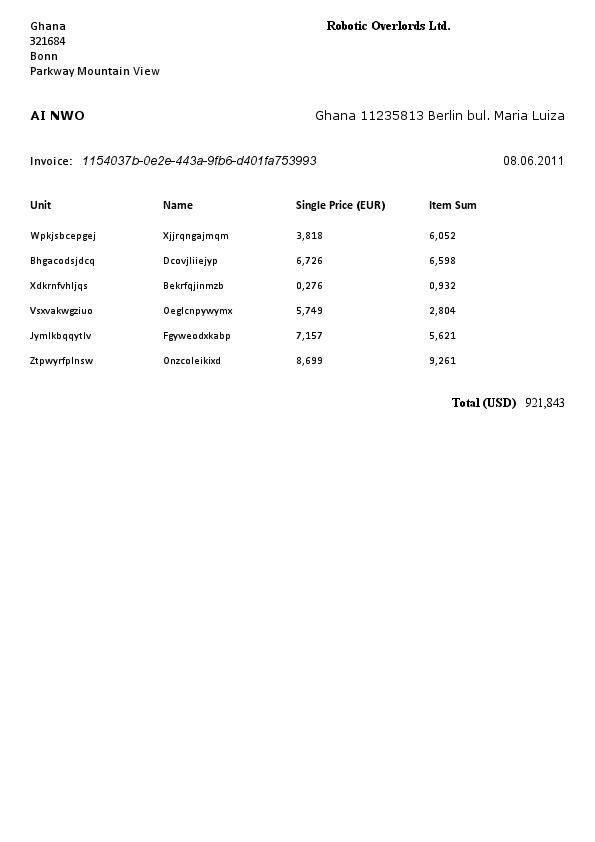 Ghana
321684
Bonn
Parkway Mountain View
Robotic Overlords Ltd.
AI NWO
Ghana 11235813 Berlin bul. Maria Luiza
Invoice: 1154037b-0e2e-443a-9fb6-d401fa753993 08.06.2011
Unit Name Single Price (EUR) Item Sum
Wpkjsbcepgej Xjjrqngajmqm 3,818 6,052
Bhgacodsjdcq Dcovjliiejyp 6,726 6,598
Xdkrnfvhljqs Bekrfqjinmzb 0,276 0,932
Vsxvakwgziuo Oeglcnpywymx 5,749 2,804
Jymlkbqqytlv Fgyweodxkabp 7,157 5,621
Ztpwyrfplnsw Onzcoleikixd 8,699 9,261
Total (USD) 921,843